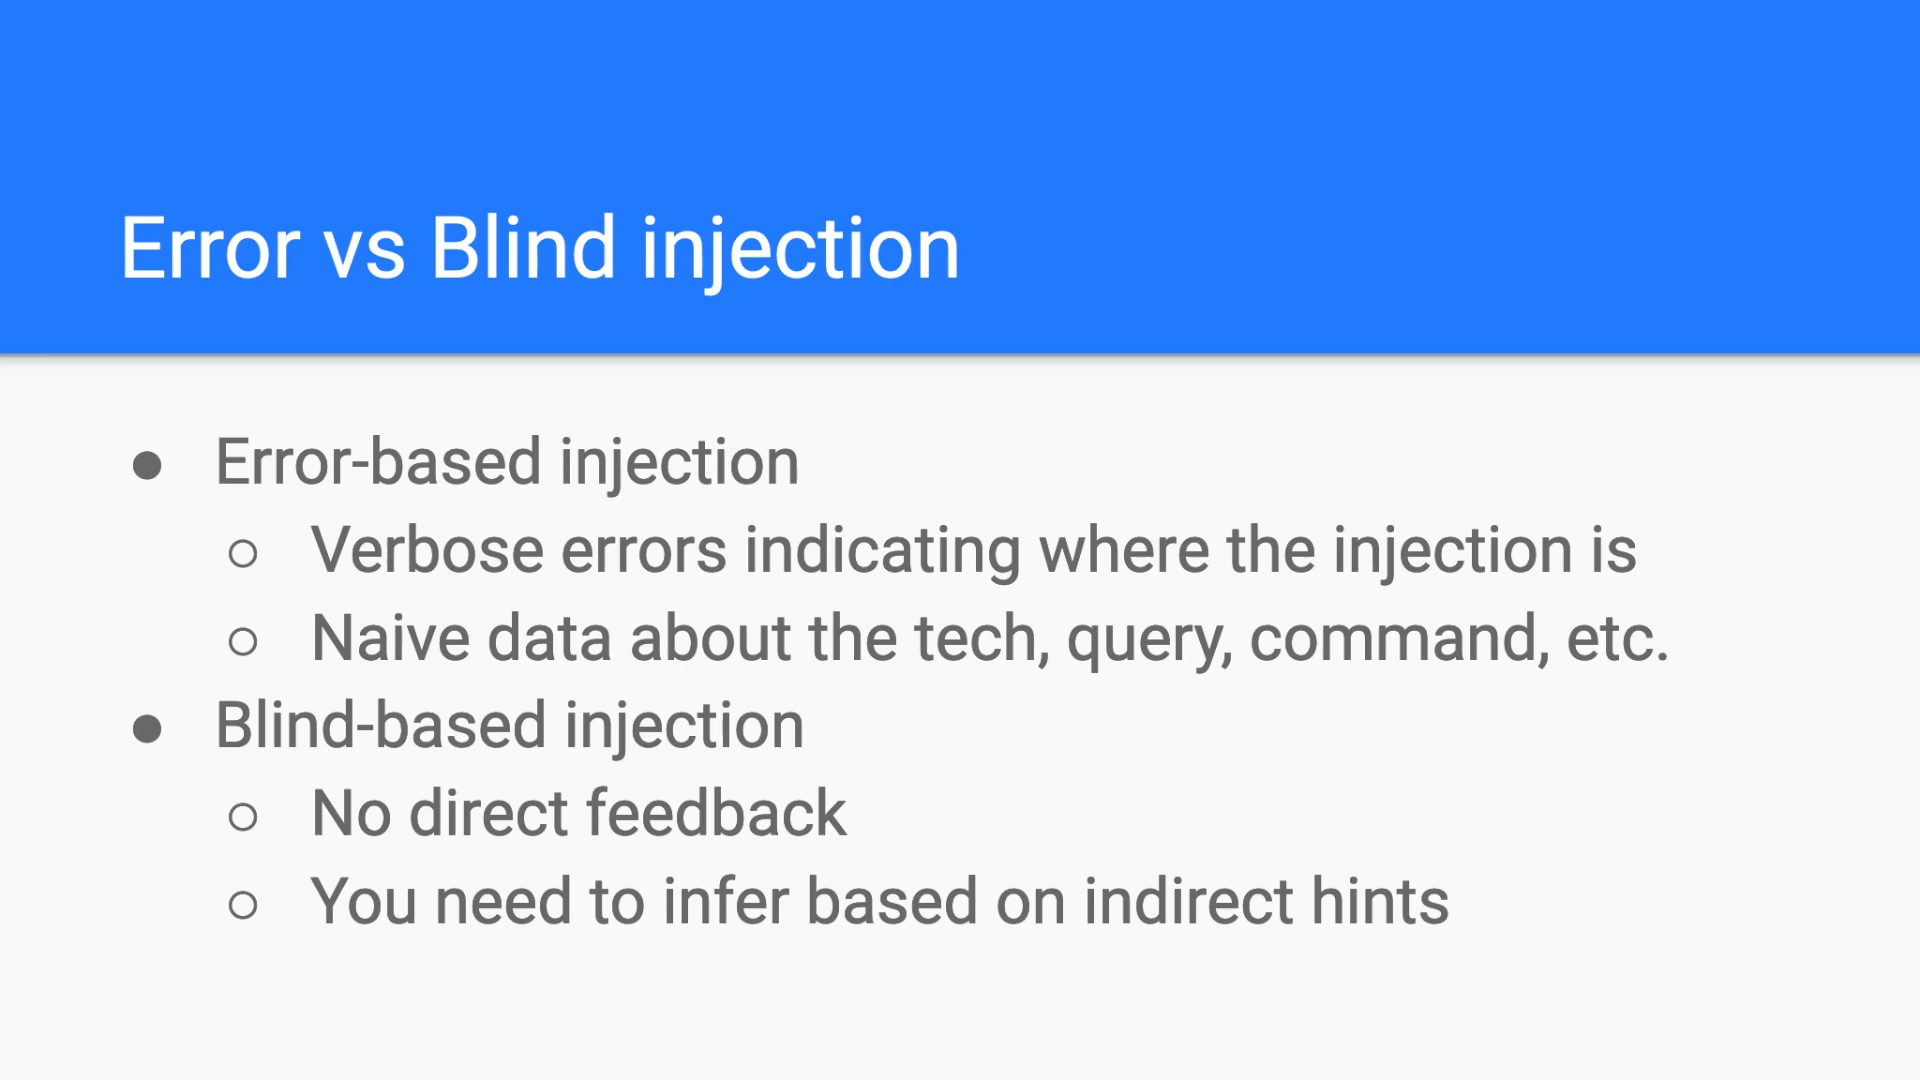 Error vs Blind injection
● Error-based injection
○ Verbose errors indicating where the injection is
○ Naive data about the tech, query, command, etc.
● Blind-based injection
○ No direct feedback
○ You need to infer based on indirect hints